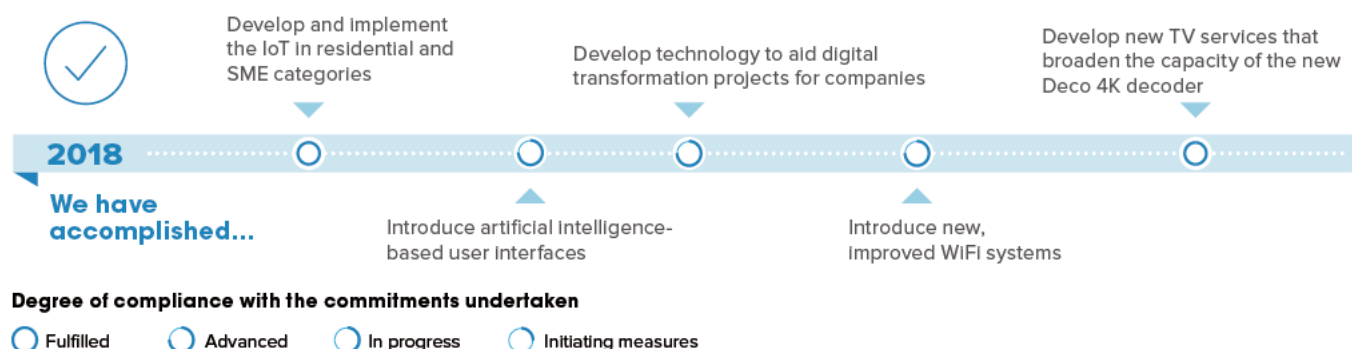 Develop and implement
the IoT in residential and
SME categories
Develop technology to aid digital
transformation projects for companies
Develop new TV services that
broaden the capacity of the new
Deco 4K decoder
2018
We have
accomplished...
Introduce artificial intelligence-
based user interfaces
Introduce new,
improved WiFi systems
Degree of compliance with the commitments undertaken
Fulfilled
Advanced
In progress
Initiating measures